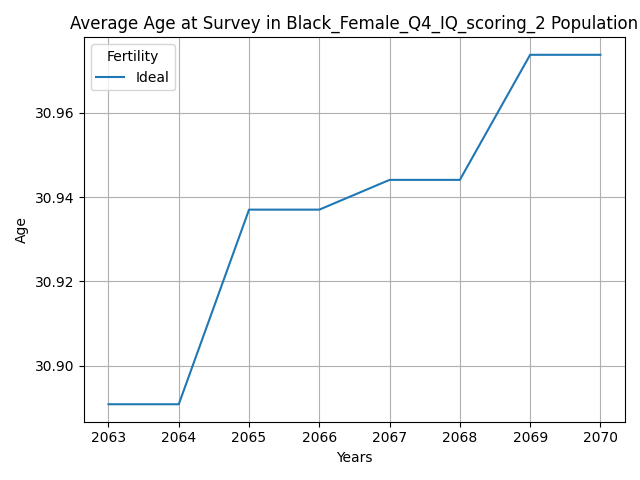 Average Age at Survey in Black_Female_Q4_IQ_scoring_2 Population
Fertility
Ideal
30.96
30.94
30.92
30.90
Age
2063 2064 2065 2066 2067 2068 2069 2070
Years